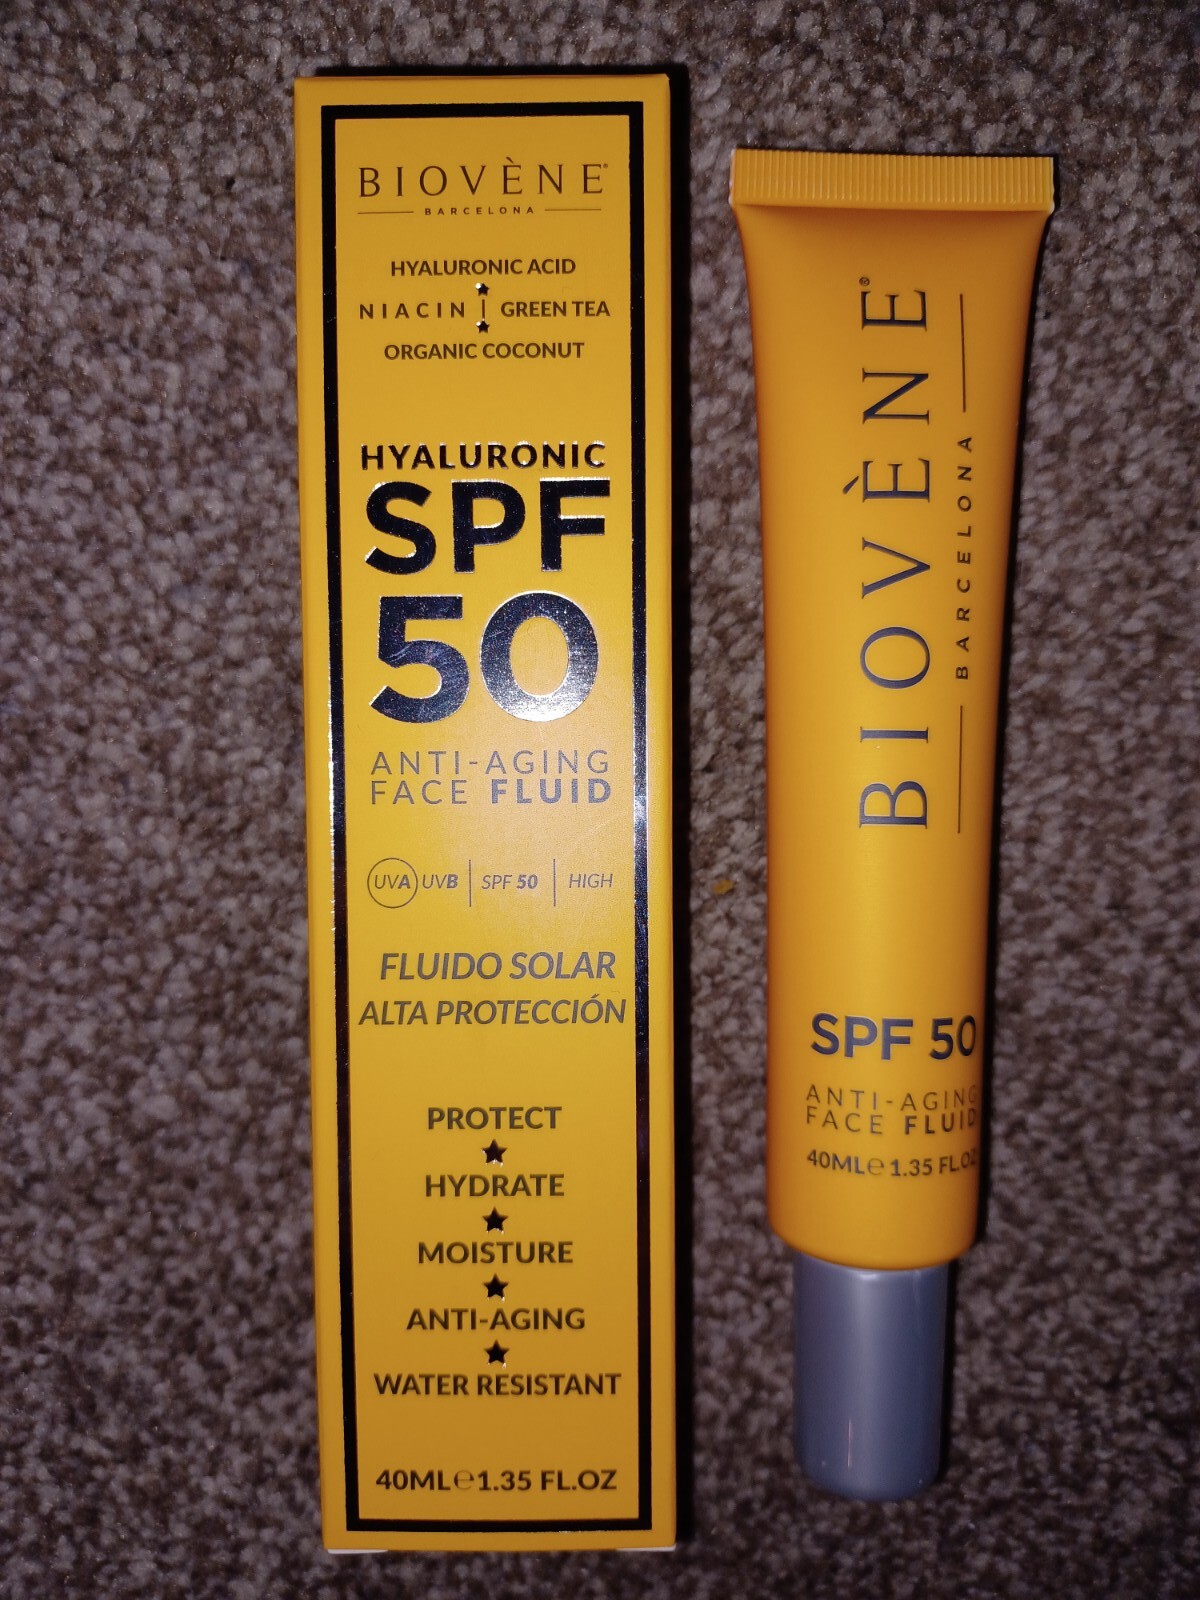 BIOVÈNE®
BARCELONA
HYALURONIC ACID
NIACIN | GREEN TEA
ORGANIC COCONUT
HYALURONIC
SPF
50
ANTI-AGING
FACE FLUID
UVA UVB | SPF 50 | HIGH
FLUIDO SOLAR
ALTA PROTECCIÓN
PROTECT
HYDRATE
MOISTURE
ANTI-AGING
WATER RESISTANT
40ML℮1.35 FL.OZ
BIOVÈNE®
BARCELONA
SPF 50
ANTI-AGING
FACE FLUID
40ML℮1.35 FL.OZ